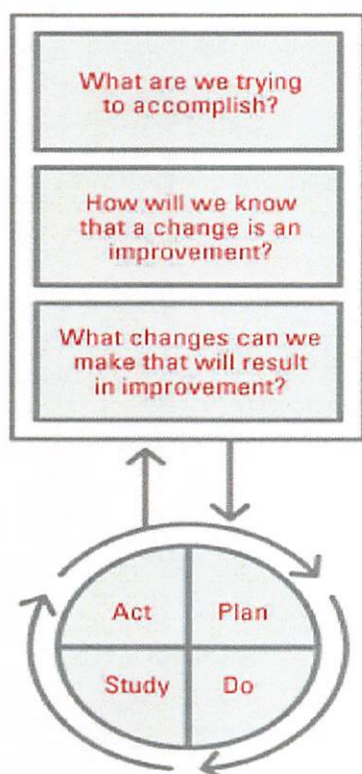 What are we trying
to accomplish?
How will we know
that a change is an
improvement?
What changes can we
make that will result
in improvement?
Act
Plan
Study
Do